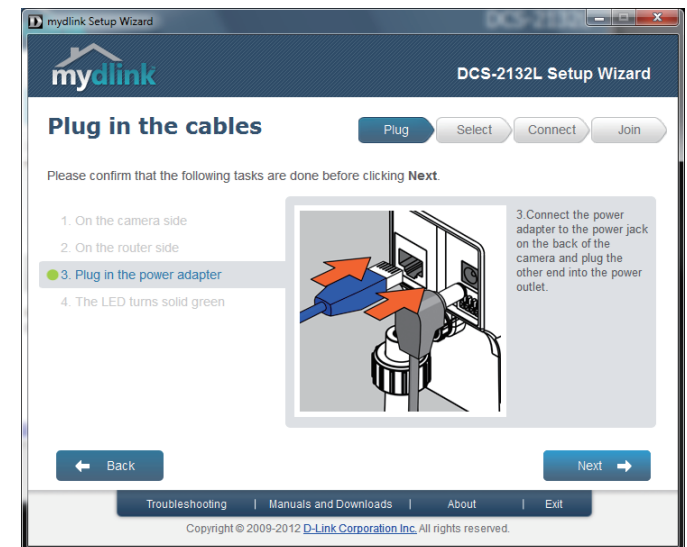 mydlink Setup Wizard
mydlink
DCS-2132L Setup Wizard
Plug in the cables
Plug
Select
Connect
Join
Please confirm that the following tasks are done before clicking Next.
1. On the camera side
2. On the router side
3. Plug in the power adapter
4. The LED turns solid green
3.Connect the power
adapter to the power jack
on the back of the
camera and plug the
other end into the power
outlet.
Back
Next
Troubleshooting | Manuals and Downloads | About | Exit
Copyright © 2009-2012 D-Link Corporation Inc. All rights reserved.